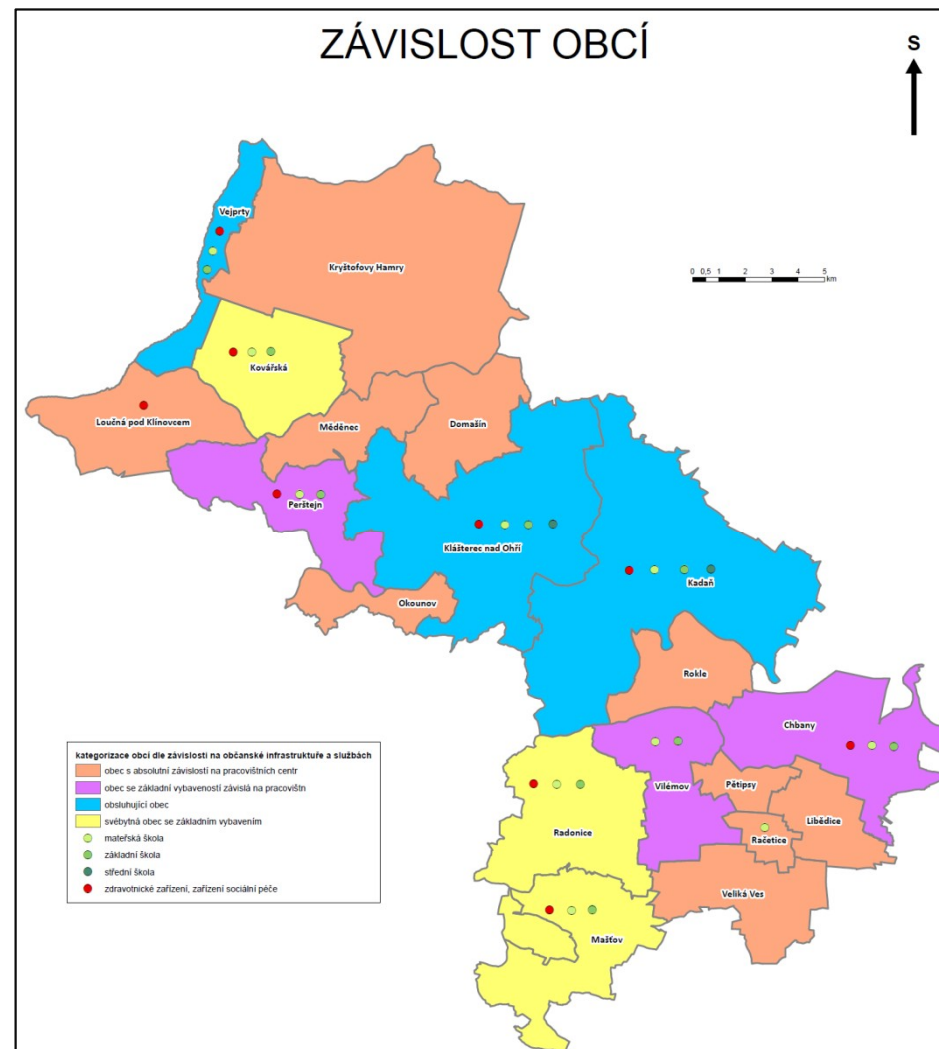 ZÁVISLOST OBCÍ
S
0 0,5 1 2 3 4 5
km
Vejprty
Kryštofovy Hamry
Kovářská
Loučná pod Klínovcem
Měděnec
Domašín
Perštejn
Klášterec nad Ohří
Kadaň
Okounov
Rokle
Chbany
Vilémov
Pětipsy
Libědice
Račetice
Radonice
Veliká Ves
Mašťov
kategorizace obcí dle závislosti na občanské infrastruktuře a službách
obec s absolutní závislostí na pracovištních centr
obec se základní vybaveností závislá na pracovištn
obsluhující obec
svébytná obec se základním vybavením
mateřská škola
základní škola
střední škola
zdravotnické zařízení, zařízení sociální péče